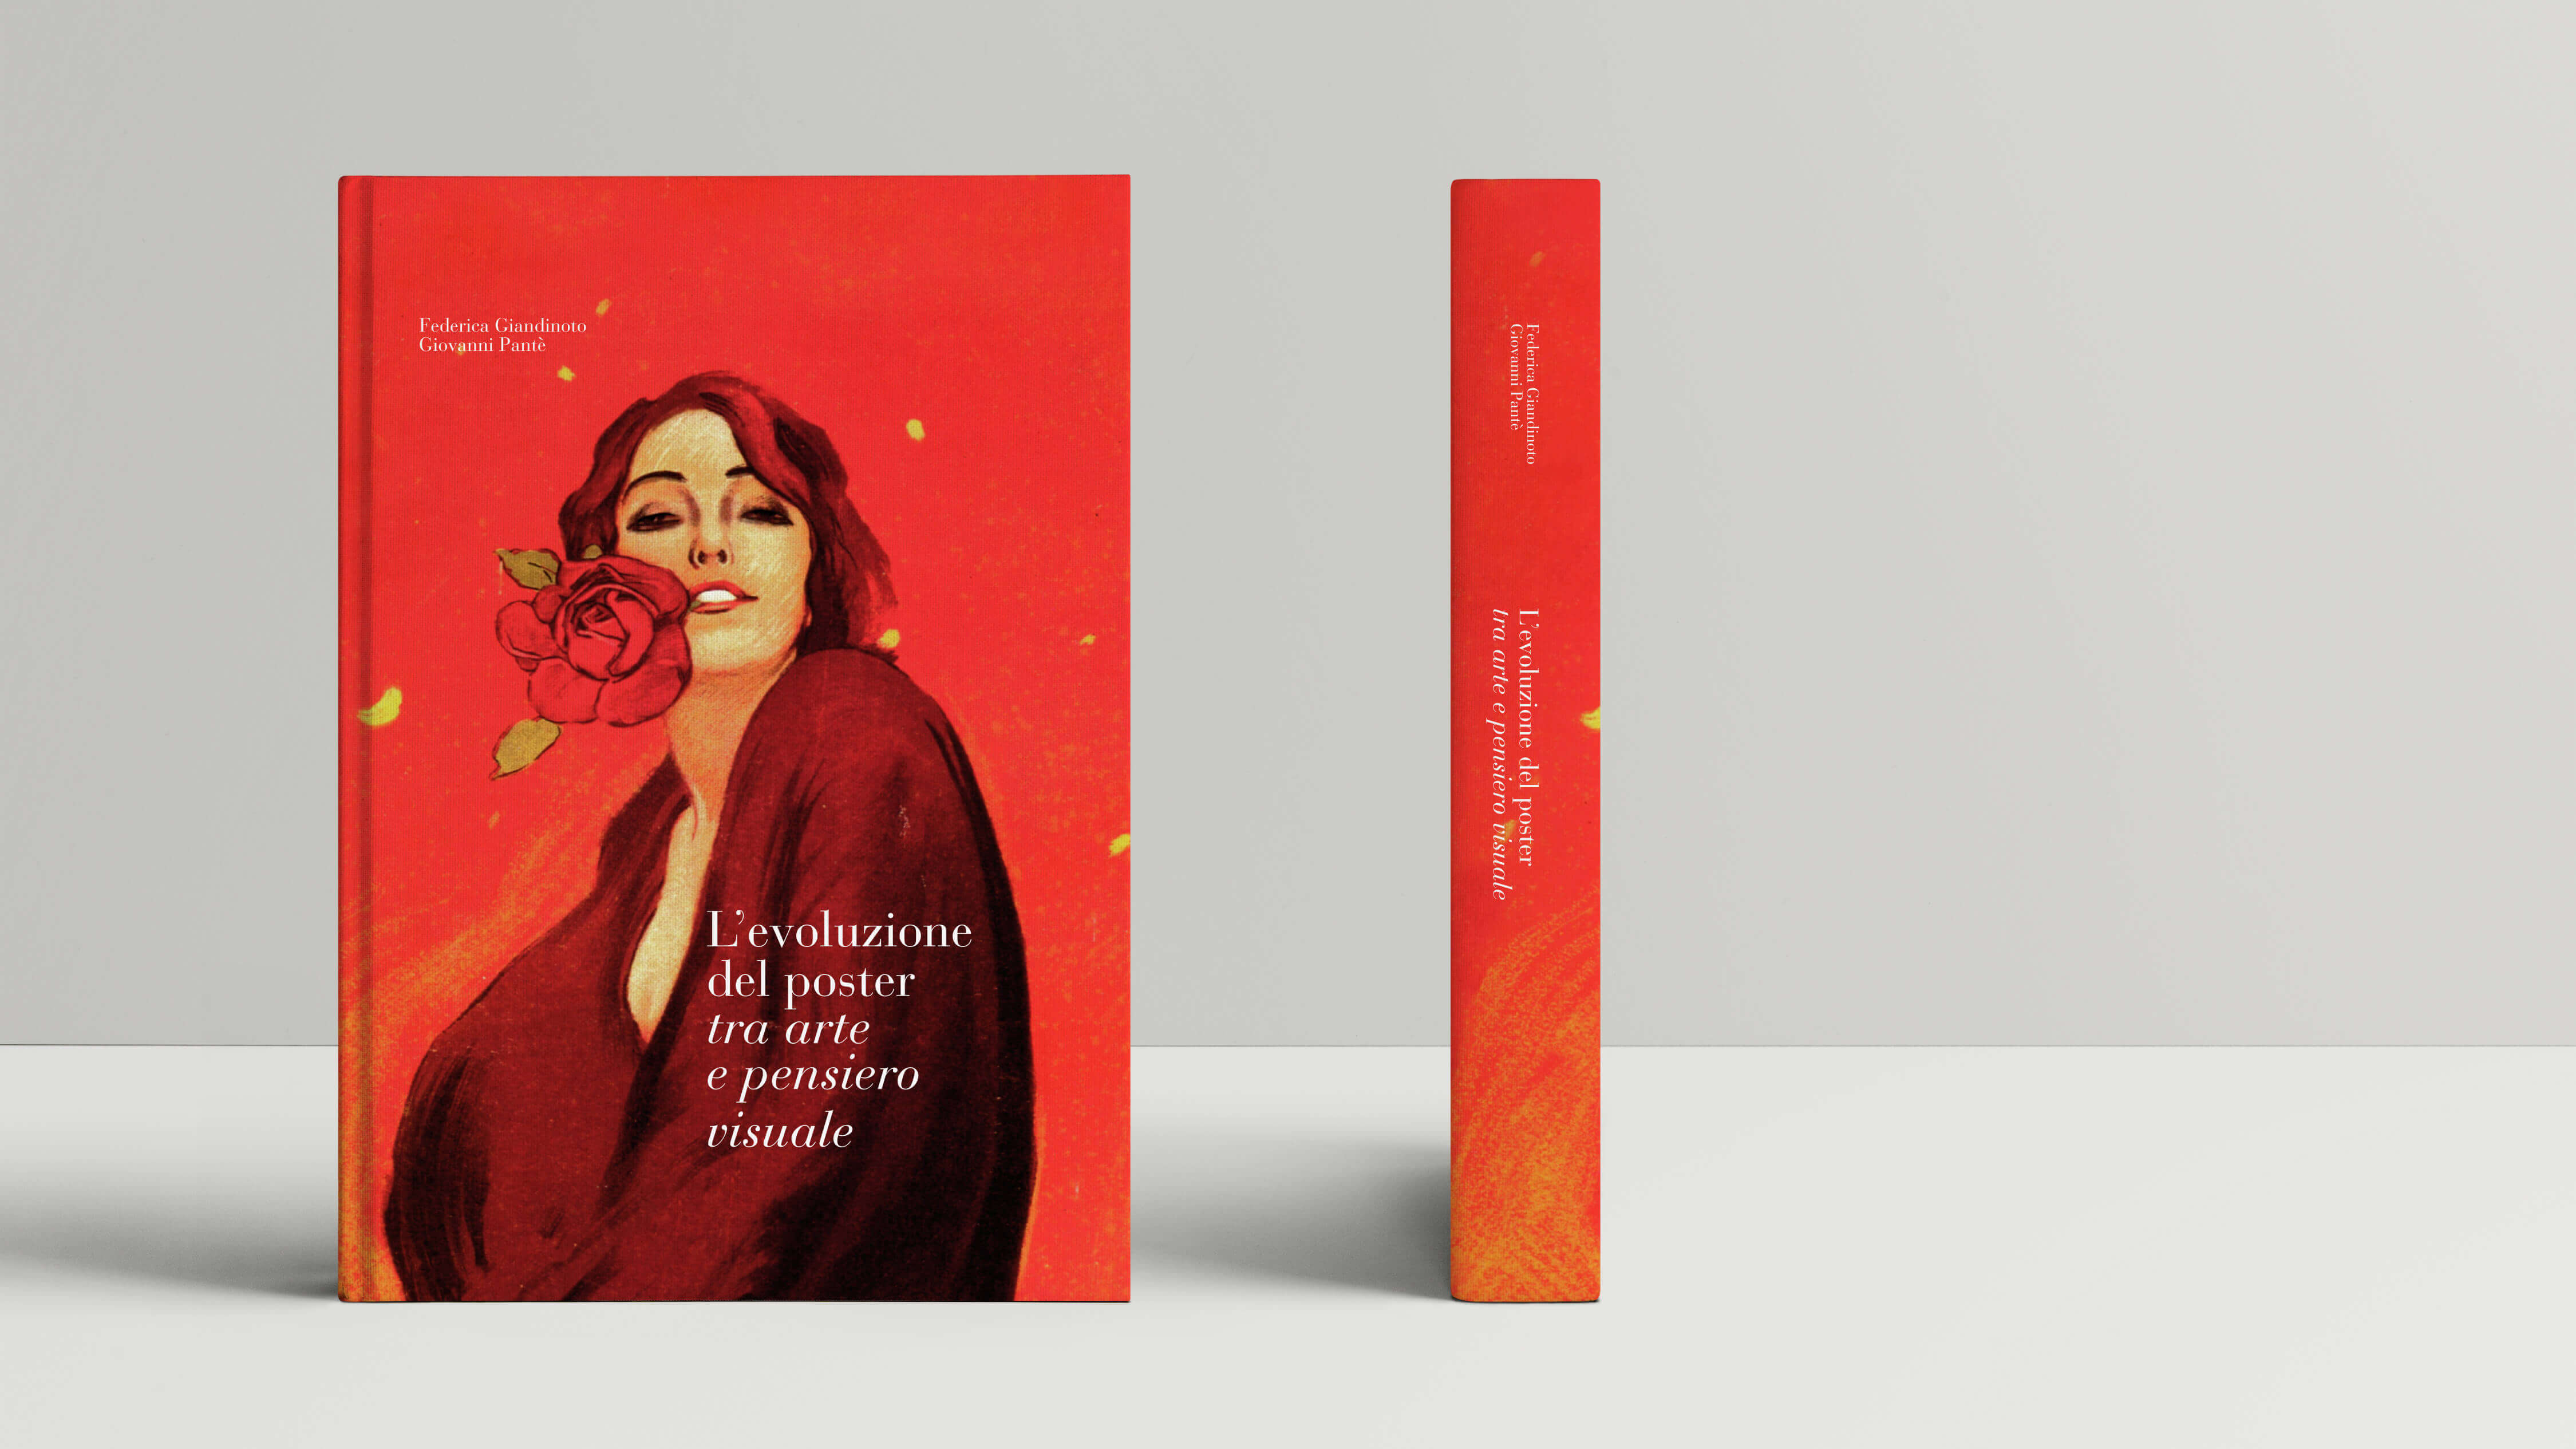 Federica Giandinoto
Giovanni Pantè
L'evoluzione
del poster
tra arte
e pensiero
visuale
Federica Giandinoto
Giovanni Pantè
L'evoluzione del poster
tra arte e pensiero visuale